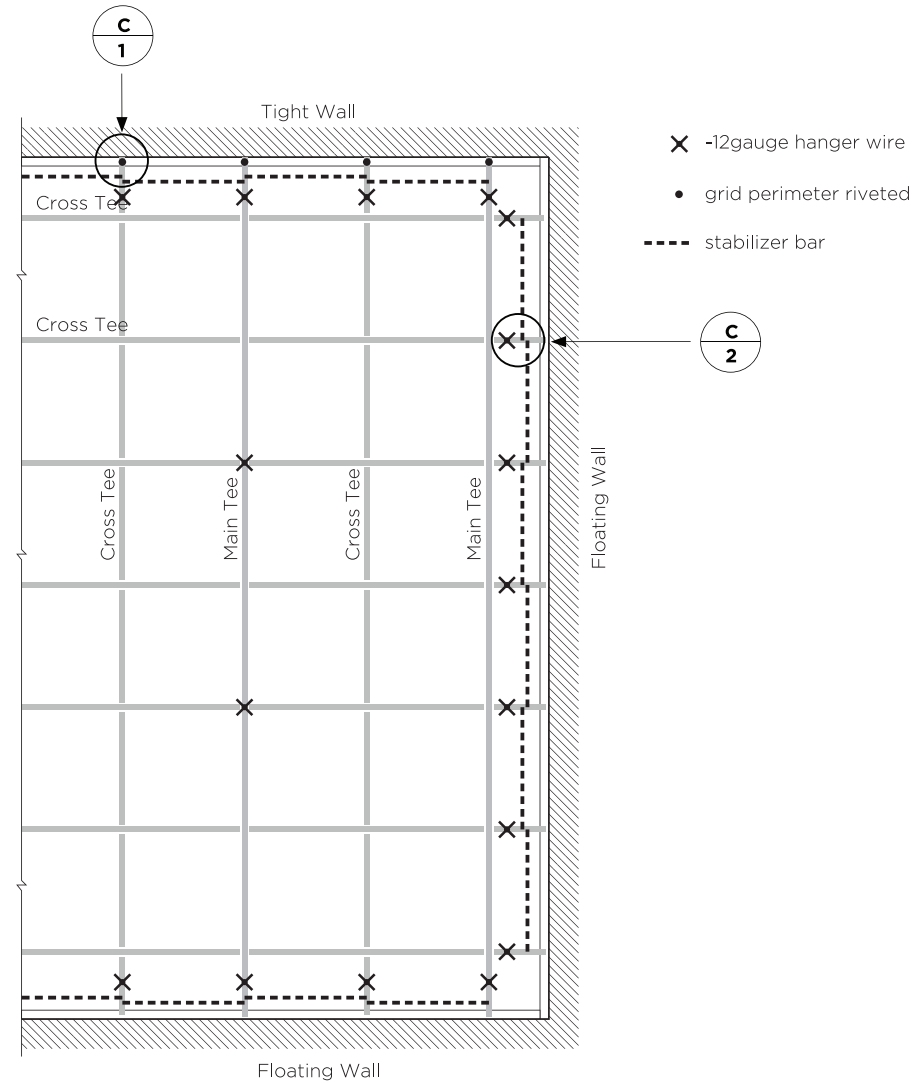 C
1
Tight Wall
-12gauge hanger wire
grid perimeter riveted
stabilizer bar
Cross Tee
Cross Tee
C
2
Cross Tee
Main Tee
Cross Tee
Main Tee
Floating Wall
Floating Wall